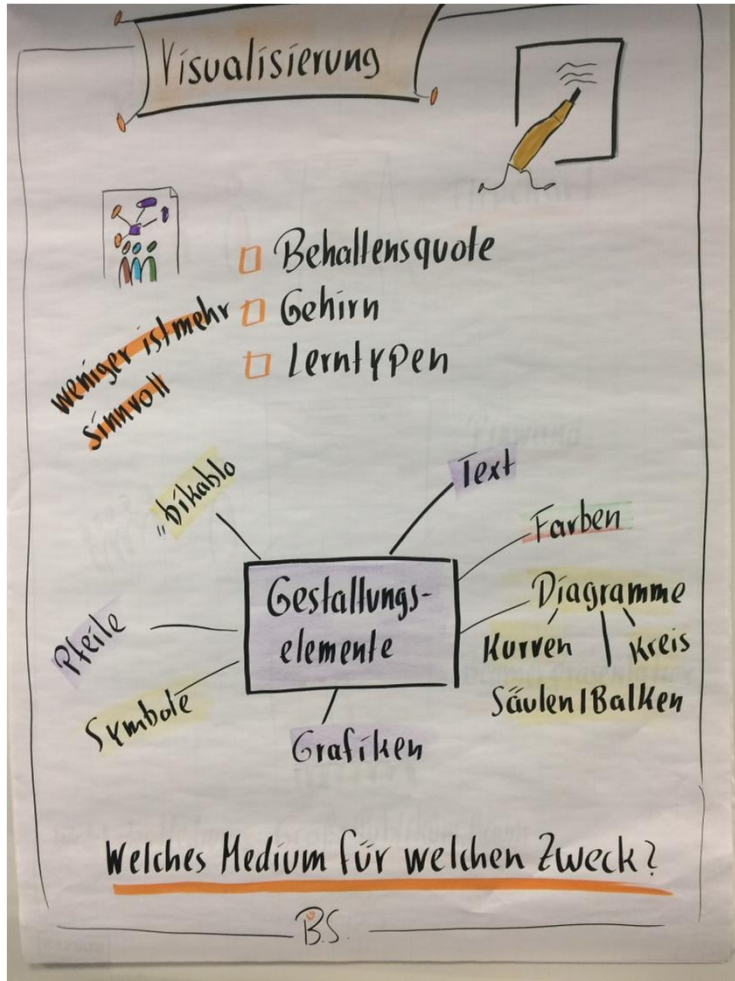 Visualisierung
Behaltensquote
Gehirn
Lerntypen
weniger ist mehr
sinnvoll
"bikablo
Text
Farben
Diagramme
Kurven
Kreis
Säulen/Balken
Gestaltungs-
elemente
Pfeile
Symbole
Grafiken
Welches Medium für welchen Zweck?
B.S.